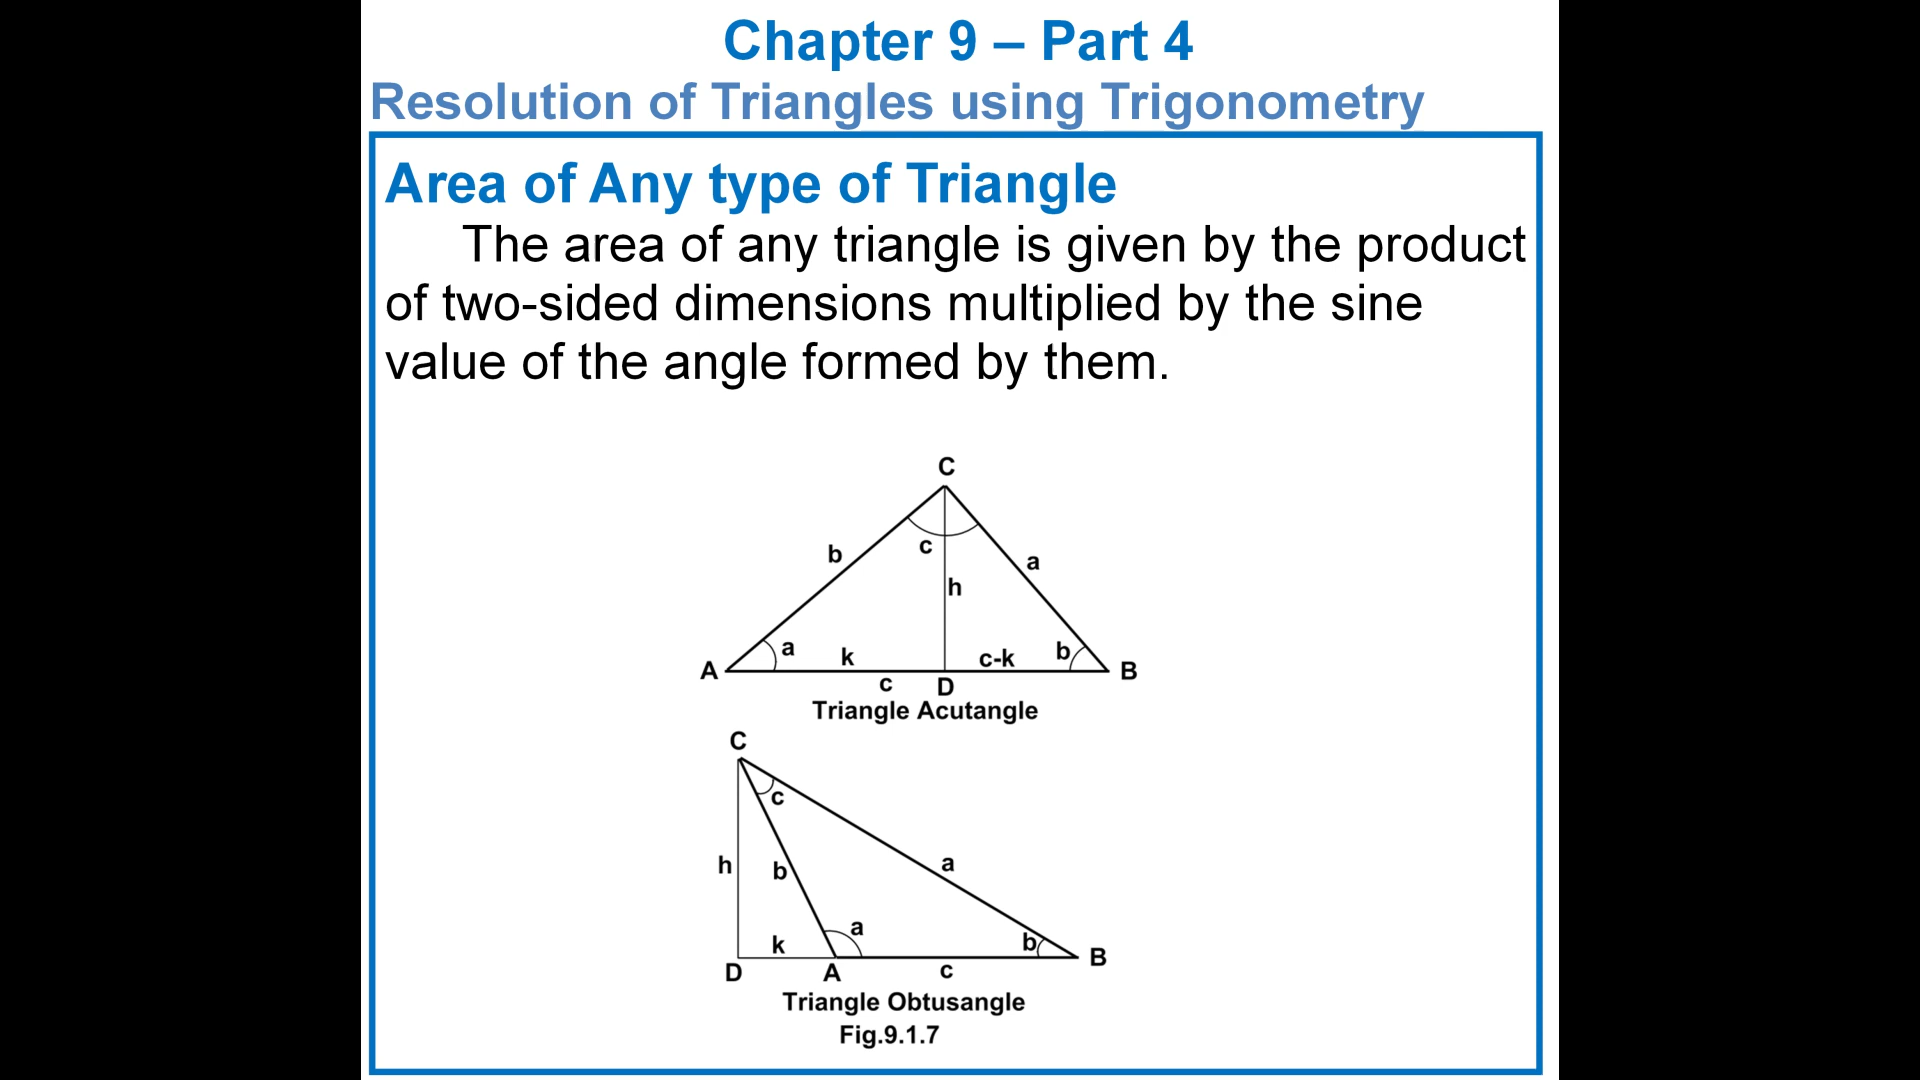 Chapter 9 – Part 4
Resolution of Triangles using Trigonometry
Area of Any type of Triangle
The area of any triangle is given by the product
of two-sided dimensions multiplied by the sine
value of the angle formed by them.
C
b
c
a
h
a
k
c-k
b
A
B
c
D
Triangle Acutangle
C
c
h
b
a
a
k
b
B
D
A
c
Triangle Obtusangle
Fig.9.1.7